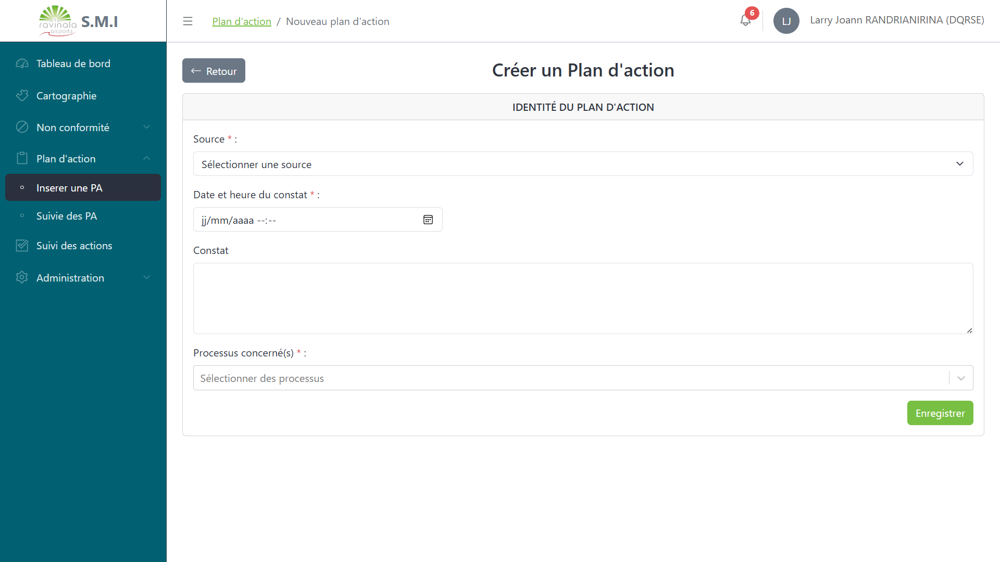 ravinala
airports
S.M.I
Plan d'action / Nouveau plan d'action
6
LJ
Larry Joann RANDRIANIRINA (DQRSE)
Tableau de bord
Cartographie
Non conformité
Plan d'action
Inserer une PA
Suivie des PA
Suivi des actions
Administration
Retour
Créer un Plan d'action
IDENTITÉ DU PLAN D'ACTION
Source * :
Sélectionner une source
Date et heure du constat * :
jj/mm/aaaa --:--
Constat
Processus concerné(s) * :
Sélectionner des processus
Enregistrer